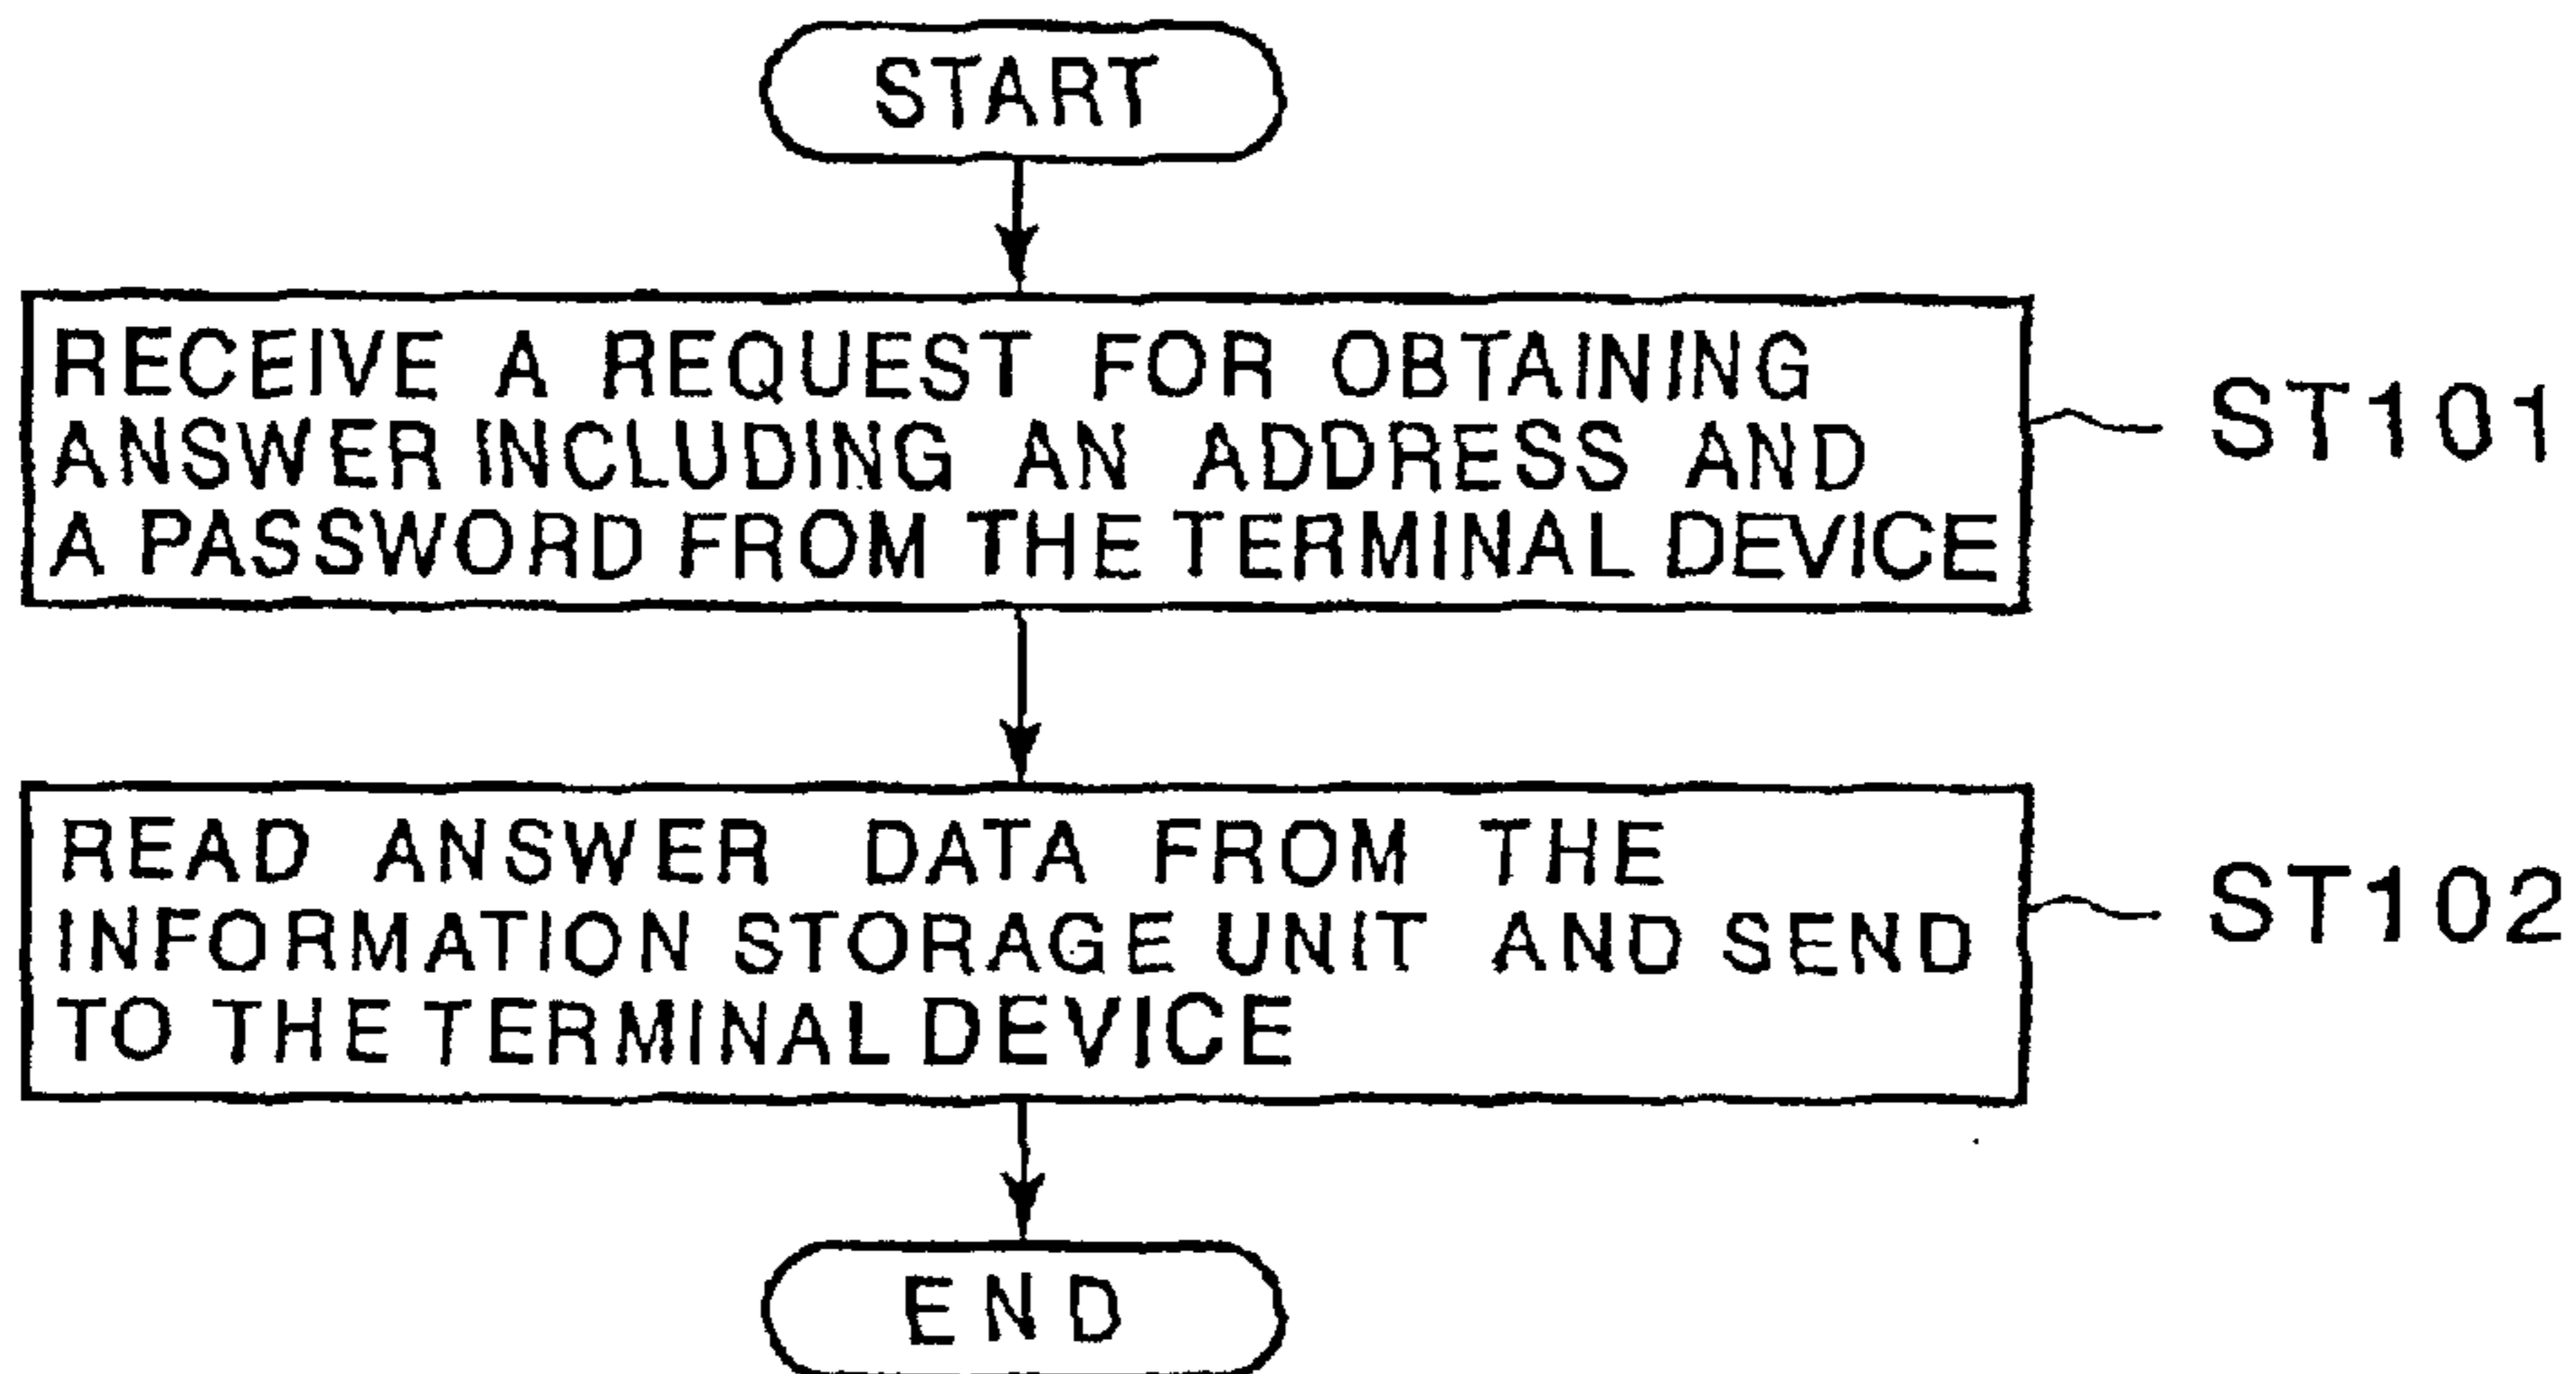 START
RECEIVE A REQUEST FOR OBTAINING
ANSWER INCLUDING AN ADDRESS AND
A PASSWORD FROM THE TERMINAL DEVICE
ST101
READ ANSWER DATA FROM THE
INFORMATION STORAGE UNIT AND SEND
TO THE TERMINAL DEVICE
ST102
END